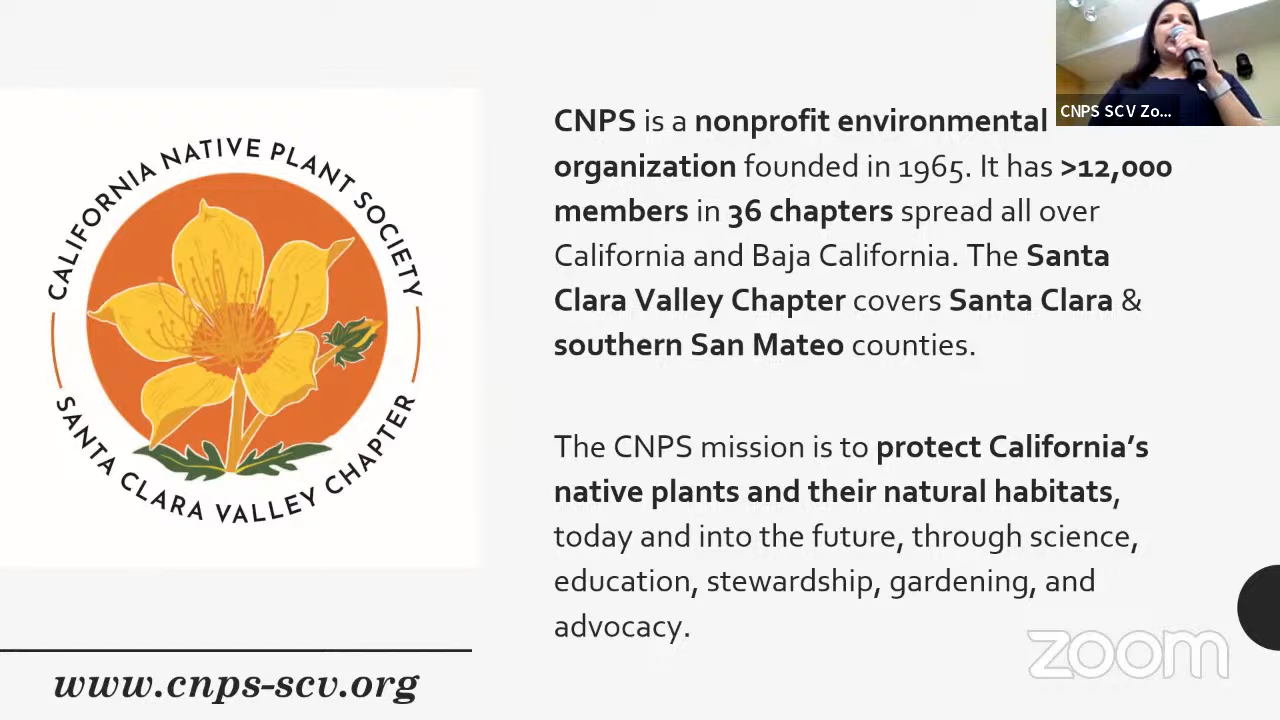 CALIFORNIA NATIVE PLANT SOCIETY
SANTA CLARA VALLEY CHAPTER
www.cnps-scv.org
CNPS is a nonprofit environmental
organization founded in 1965. It has >12,000
members in 36 chapters spread all over
California and Baja California. The Santa
Clara Valley Chapter covers Santa Clara &
southern San Mateo counties.
The CNPS mission is to protect California’s
native plants and their natural habitats,
today and into the future, through science,
education, stewardship, gardening, and
advocacy.
CNPS SCV Zo...
zoom